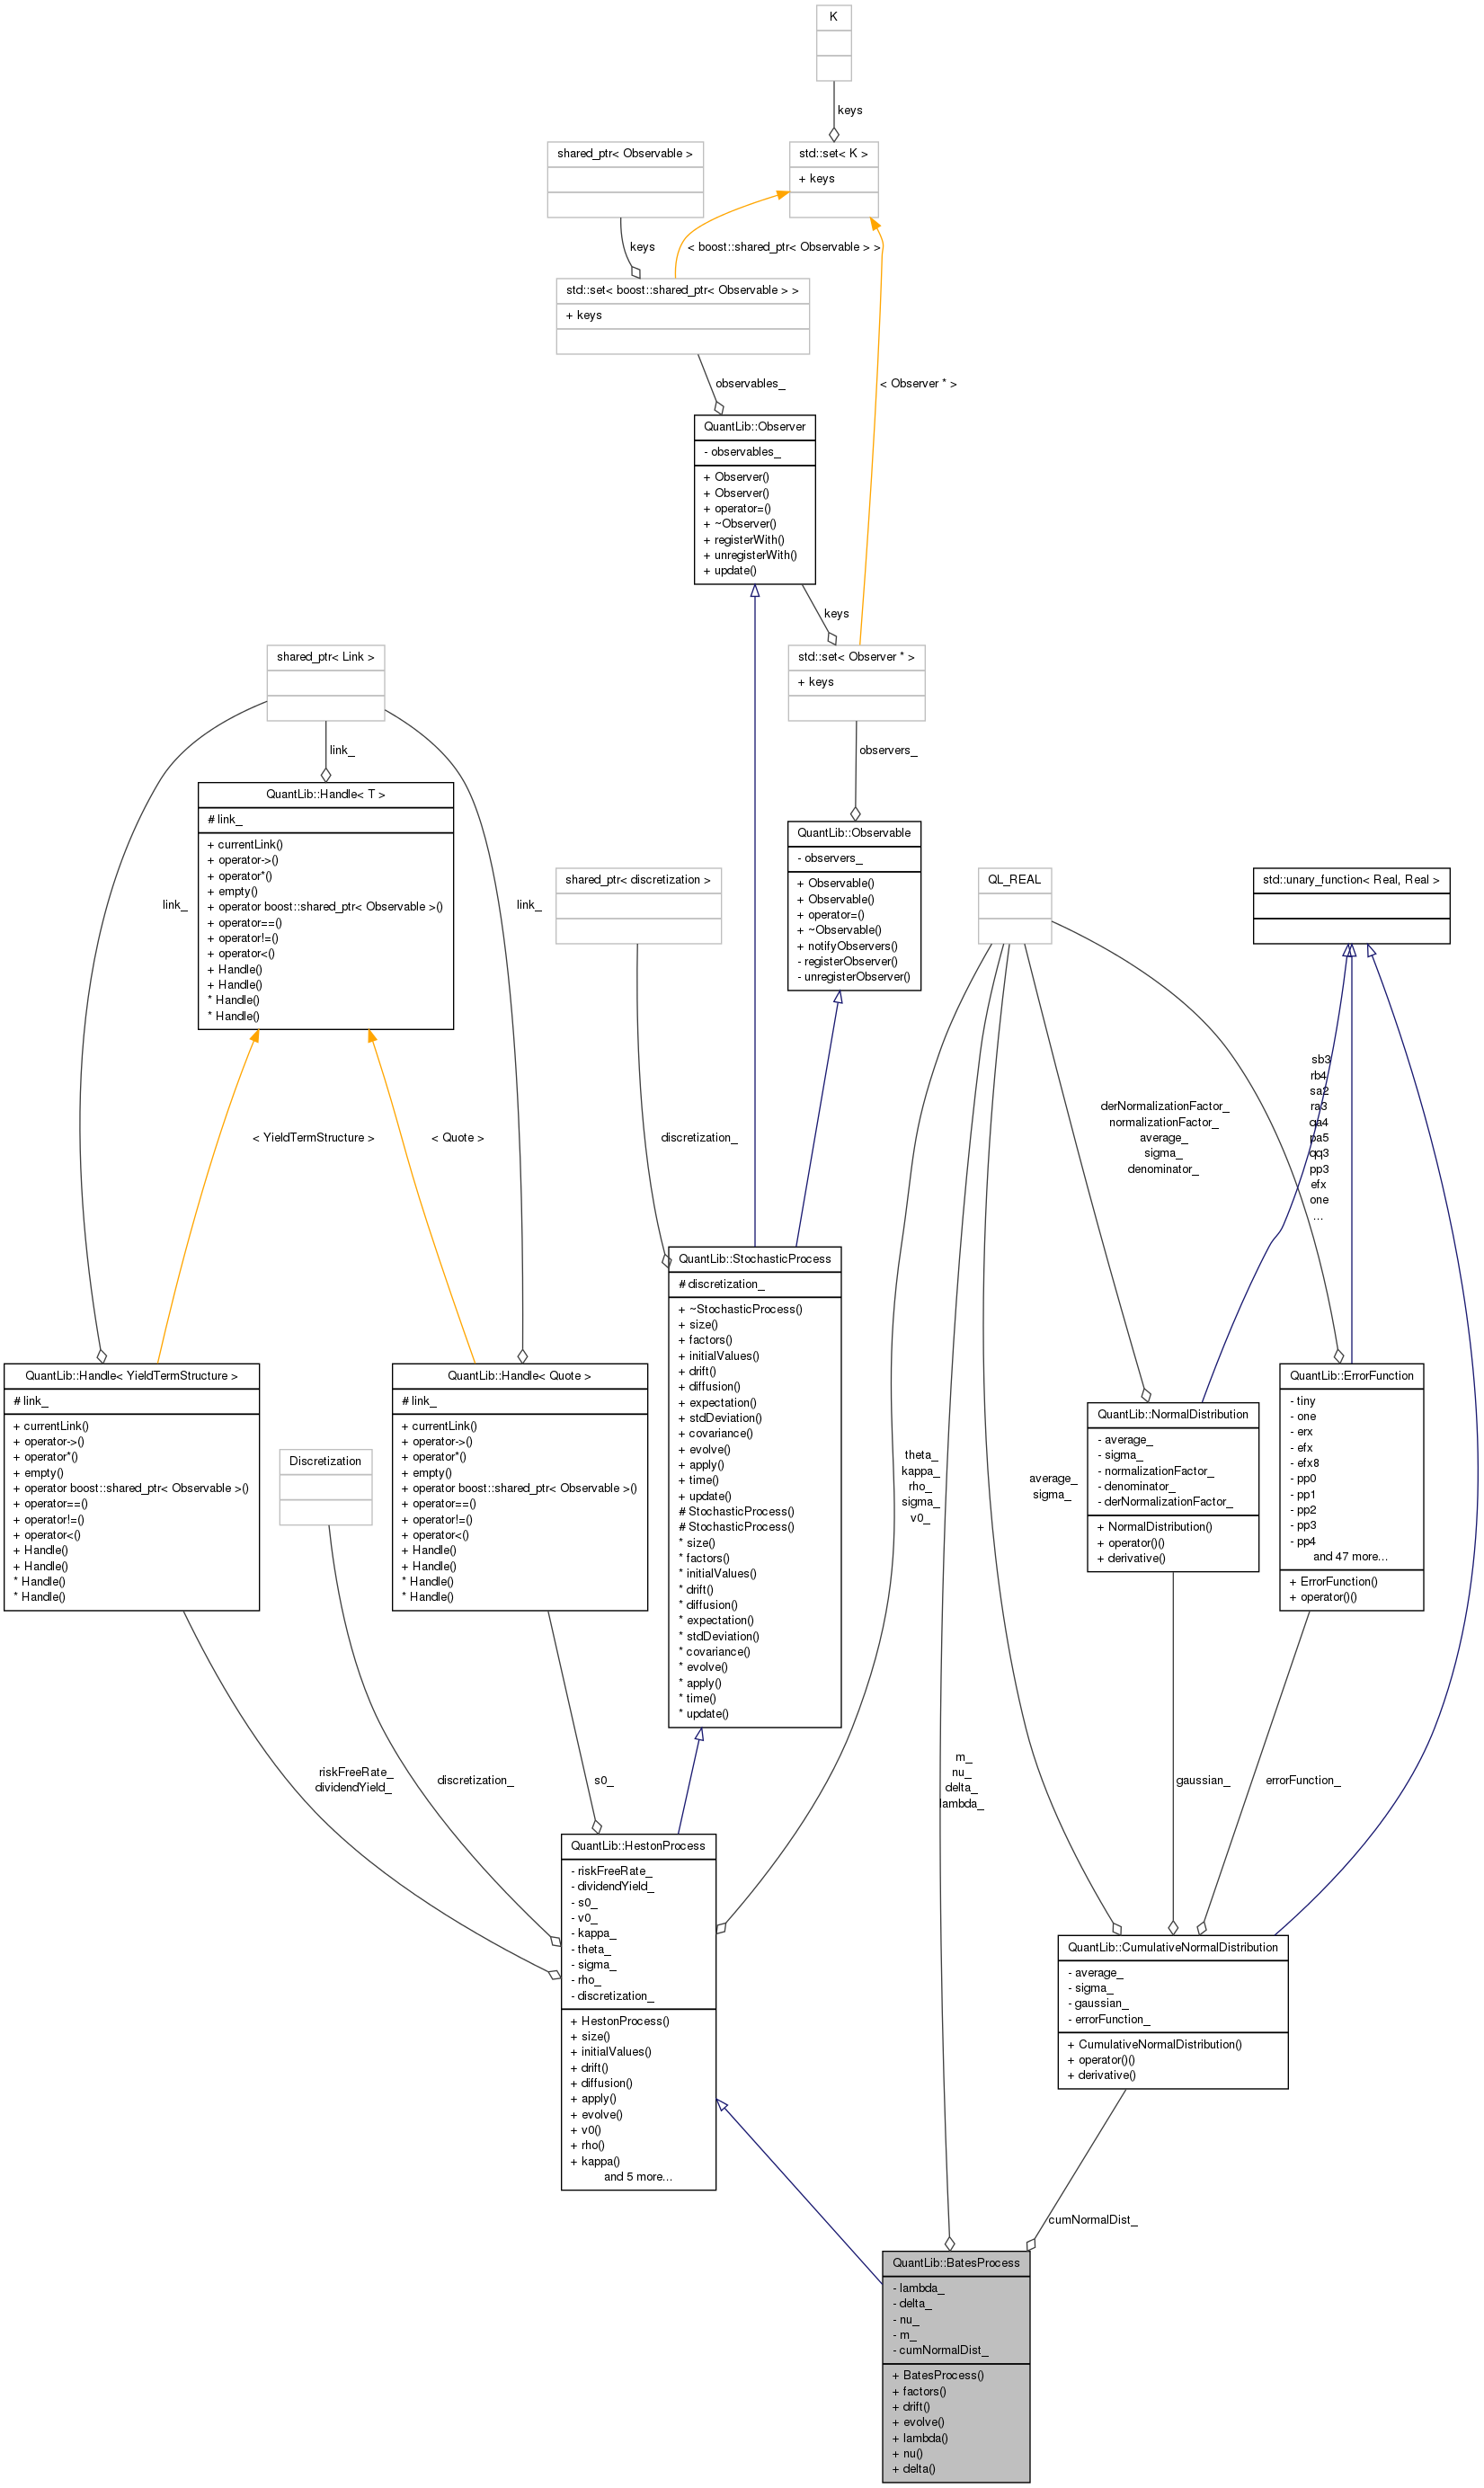 K
keys
shared_ptr< Observable >
std::set< K >
+ keys
keys
< boost::shared_ptr< Observable > >
std::set< boost::shared_ptr< Observable > >
+ keys
observables_
< Observer * >
QuantLib::Observer
- observables_
+ Observer()
+ Observer()
+ operator=()
+ ~Observer()
+ registerWith()
+ unregisterWith()
+ update()
keys
shared_ptr< Link >
std::set< Observer * >
+ keys
link_
observers_
QuantLib::Handle< T >
# link_
+ currentLink()
+ operator->()
+ operator*()
+ empty()
+ operator boost::shared_ptr< Observable >()
+ operator==()
+ operator!=()
+ operator<()
+ Handle()
+ Handle()
* Handle()
* Handle()
link_
link_
shared_ptr< discretization >
QuantLib::Observable
- observers_
+ Observable()
+ Observable()
+ operator=()
+ ~Observable()
+ notifyObservers()
- registerObserver()
- unregisterObserver()
QL_REAL
std::unary_function< Real, Real >
< YieldTermStructure >
< Quote >
discretization_
derNormalizationFactor_
normalizationFactor_
average_
sigma_
denominator_
sb3
rb4
sa2
ra3
qa4
pa5
qq3
pp3
efx
one
...
QuantLib::StochasticProcess
# discretization_
+ ~StochasticProcess()
+ size()
+ factors()
+ initialValues()
+ drift()
+ diffusion()
+ expectation()
+ stdDeviation()
+ covariance()
+ evolve()
+ apply()
+ time()
+ update()
# StochasticProcess()
# StochasticProcess()
* size()
* factors()
* initialValues()
* drift()
* diffusion()
* expectation()
* stdDeviation()
* covariance()
* evolve()
* apply()
* time()
* update()
QuantLib::Handle< YieldTermStructure >
# link_
+ currentLink()
+ operator->()
+ operator*()
+ empty()
+ operator boost::shared_ptr< Observable >()
+ operator==()
+ operator!=()
+ operator<()
+ Handle()
+ Handle()
* Handle()
* Handle()
Discretization
QuantLib::Handle< Quote >
# link_
+ currentLink()
+ operator->()
+ operator*()
+ empty()
+ operator boost::shared_ptr< Observable >()
+ operator==()
+ operator!=()
+ operator<()
+ Handle()
+ Handle()
* Handle()
* Handle()
theta_
kappa_
rho_
sigma_
v0_
average_
sigma_
QuantLib::NormalDistribution
- average_
- sigma_
- normalizationFactor_
- denominator_
- derNormalizationFactor_
+ NormalDistribution()
+ operator()()
+ derivative()
QuantLib::ErrorFunction
- tiny
- one
- erx
- efx
- efx8
- pp0
- pp1
- pp2
- pp3
- pp4
and 47 more...
+ ErrorFunction()
+ operator()()
riskFreeRate_
dividendYield_
discretization_
s0_
m_
nu_
delta_
lambda_
gaussian_
errorFunction_
QuantLib::HestonProcess
- riskFreeRate_
- dividendYield_
- s0_
- v0_
- kappa_
- theta_
- sigma_
- rho_
- discretization_
+ HestonProcess()
+ size()
+ initialValues()
+ drift()
+ diffusion()
+ apply()
+ evolve()
+ v0()
+ rho()
+ kappa()
and 5 more...
QuantLib::CumulativeNormalDistribution
- average_
- sigma_
- gaussian_
- errorFunction_
+ CumulativeNormalDistribution()
+ operator()()
+ derivative()
cumNormalDist_
QuantLib::BatesProcess
- lambda_
- delta_
- nu_
- m_
- cumNormalDist_
+ BatesProcess()
+ factors()
+ drift()
+ evolve()
+ lambda()
+ nu()
+ delta()